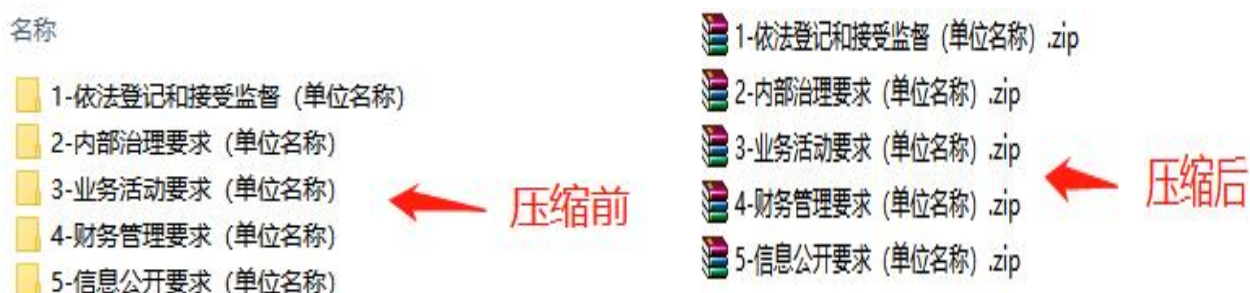 名称
1-依法登记和接受监督（单位名称）
2-内部治理要求（单位名称）
3-业务活动要求（单位名称）
4-财务管理要求（单位名称）
5-信息公开要求（单位名称）
压缩前
1-依法登记和接受监督（单位名称）.zip
2-内部治理要求（单位名称）.zip
3-业务活动要求（单位名称）.zip
4-财务管理要求（单位名称）.zip
5-信息公开要求（单位名称）.zip
压缩后